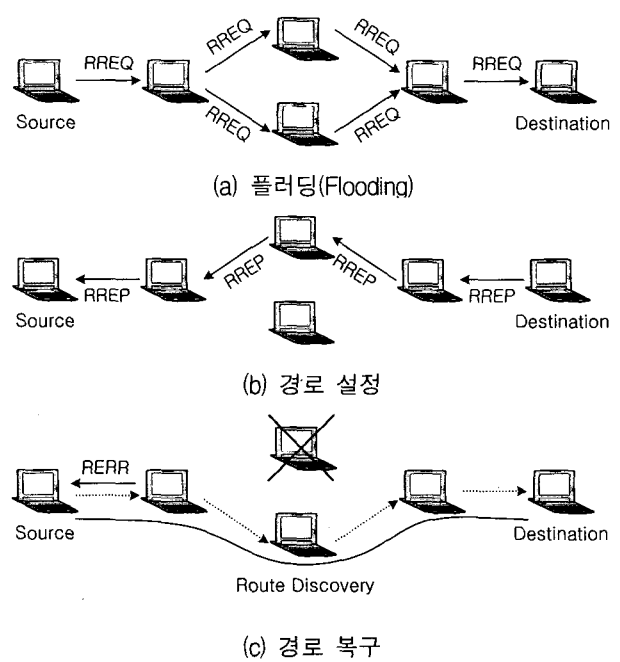 RREQ RREQ
RREQ RREQ
RREQ RREQ
Source Destination
(a) 플러딩(Flooding)
RREP RREP RREP RREP
Source Destination
(b) 경로 설정
RERR
Source Destination
Route Discovery
(c) 경로 복구